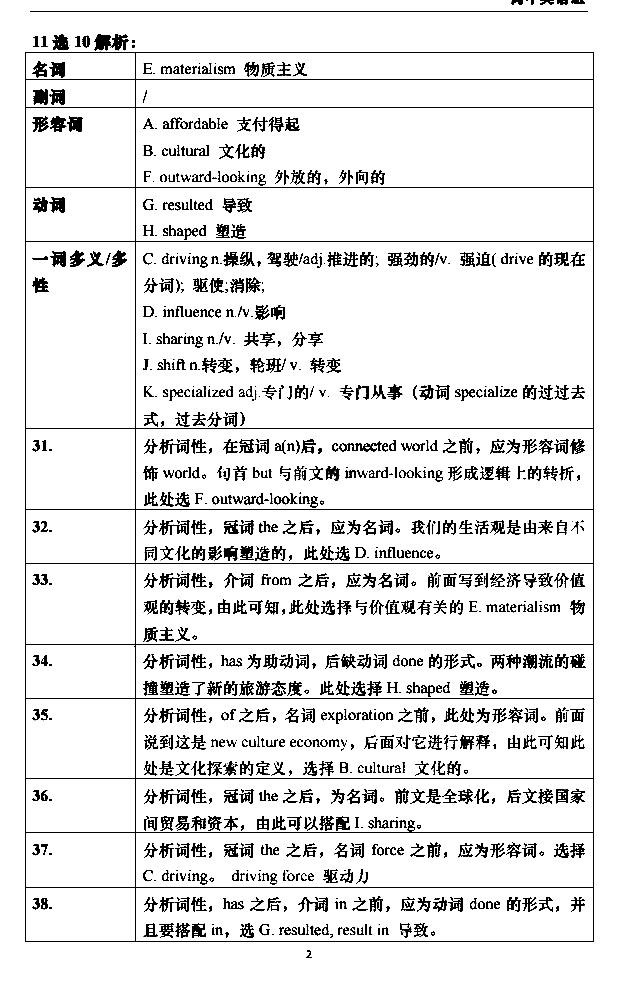 11 选 10 解析：
名词 E. materialism 物质主义
副词 /
形容词 A. affordable 支付得起
B. cultural 文化的
F. outward-looking 外放的，外向的
动词 G. resulted 导致
H. shaped 塑造
一词多义/多 C. driving n.操纵，驾驶/adj.推进的; 强劲的/v. 强迫( drive 的现在
性 分词); 驱使;消除;
D. influence n./v.影响
I. sharing n./v. 共享，分享
J. shift n.转变，轮班/ v. 转变
K. specialized adj.专门的/ v. 专门从事（动词 specialize 的过过去
式，过去分词）
31. 分析词性，在冠词 a(n)后，connected world 之前，应为形容词修
饰 world。句首 but 与前文的 inward-looking 形成逻辑上的转折，
此处选 F. outward-looking。
32. 分析词性，冠词 the 之后，应为名词。我们的生活观是由来自不
同文化的影响塑造的，此处选 D. influence。
33. 分析词性，介词 from 之后，应为名词。前面写到经济导致价值
观的转变，由此可知，此处选择与价值观有关的 E. materialism 物
质主义。
34. 分析词性，has 为助动词，后缺动词 done 的形式。两种潮流的碰
撞塑造了新的旅游态度。此处选择 H. shaped 塑造。
35. 分析词性，of 之后，名词 exploration 之前，此处为形容词。前面
说到这是 new culture economy，后面对它进行解释，由此可知此
处是文化探索的定义，选择 B. cultural 文化的。
36. 分析词性，冠词 the 之后，为名词。前文是全球化，后文接国家
间贸易和资本，由此可以搭配 I. sharing。
37. 分析词性，冠词 the 之后，名词 force 之前，应为形容词。选择
C. driving。 driving force 驱动力
38. 分析词性，has 之后，介词 in 之前，应为动词 done 的形式，并
且要搭配 in，选 G. resulted, result in 导致。
2